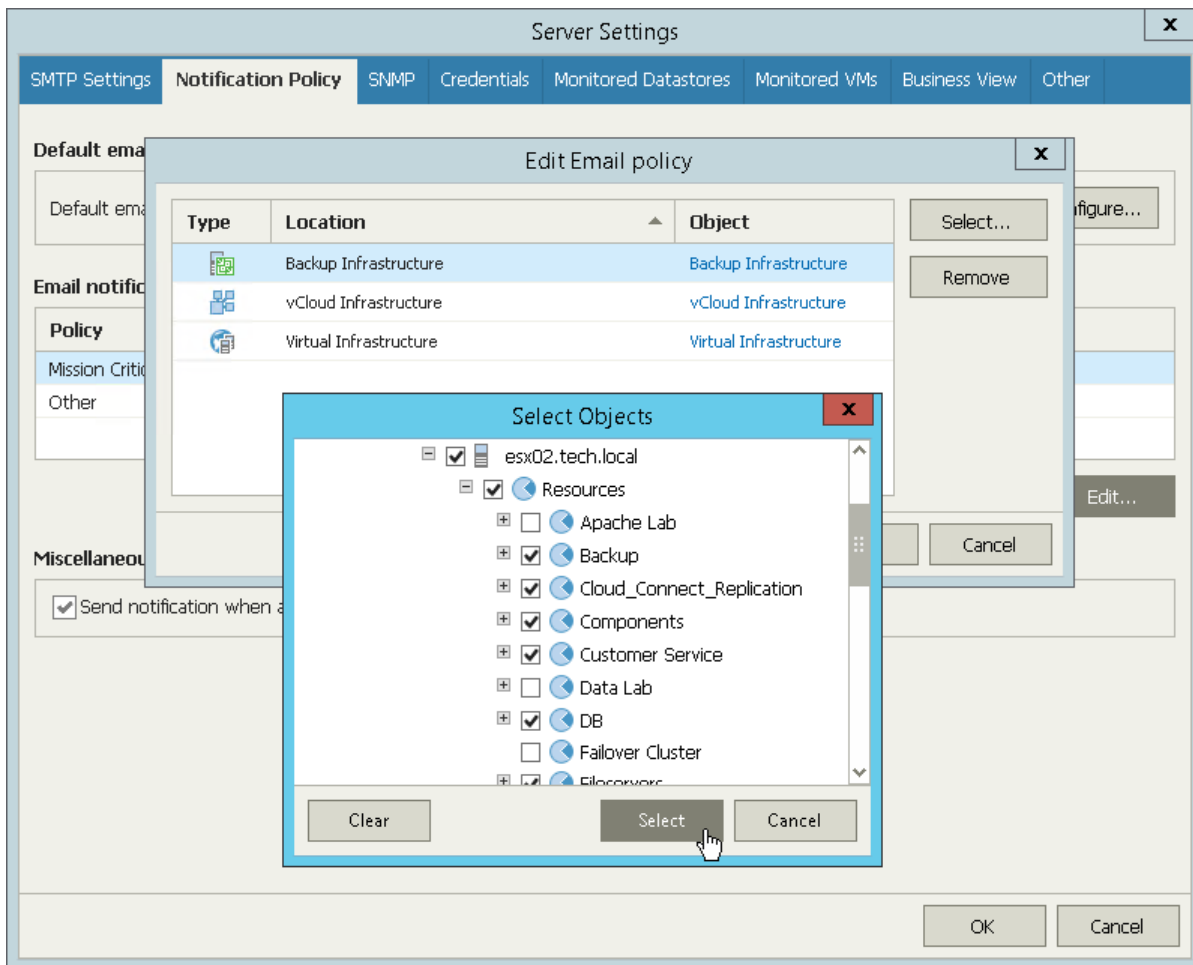 Server Settings
x
SMTP Settings Notification Policy SNMP Credentials Monitored Datastores Monitored VMs Business View Other
Default ema
Edit Email policy
x
Default ema
figure...
Type Location Object
Select...
Backup Infrastructure Backup Infrastructure
Remove
Email notific
vCloud Infrastructure vCloud Infrastructure
Policy
Virtual Infrastructure Virtual Infrastructure
Mission Critic
Other
Select Objects
x
esx02.tech.local
Resources
Edit...
Apache Lab
Cancel
Backup
Miscellaneou
Cloud_Connect_Replication
Send notification when a
Components
Customer Service
Data Lab
DB
Failover Cluster
Fileservers
Clear Select Cancel
OK Cancel